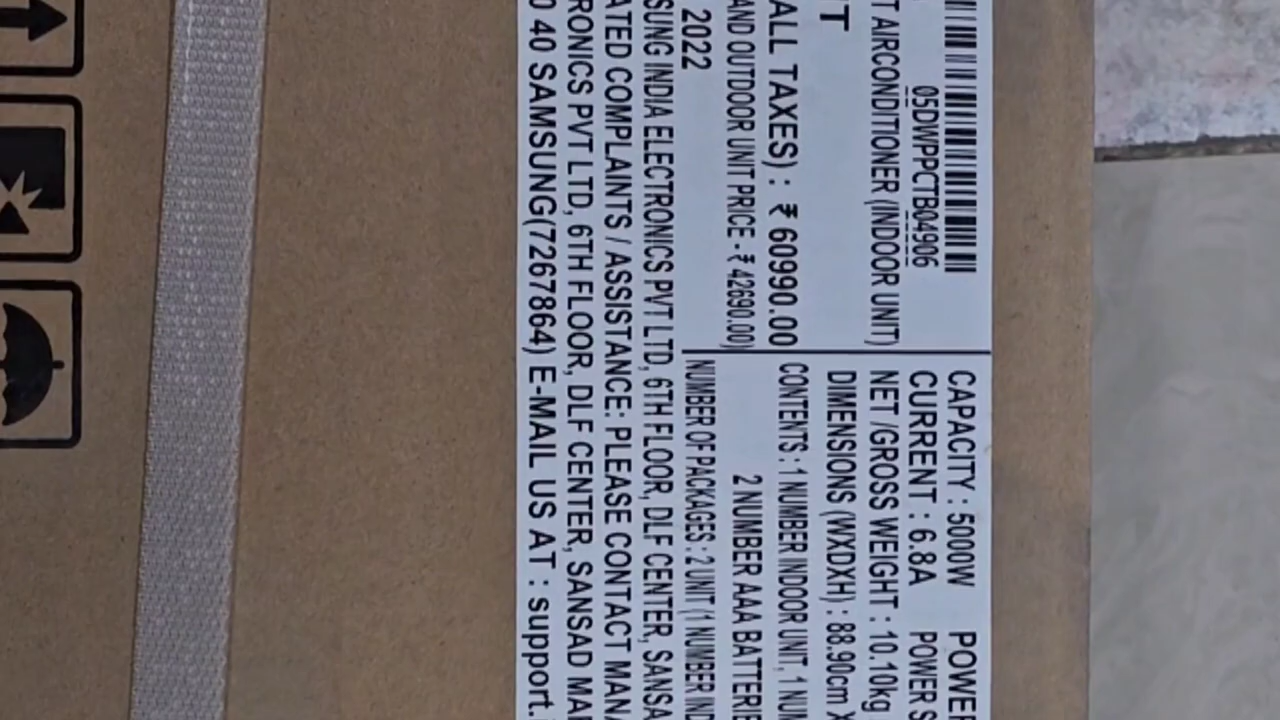 05DWPPCTB04906
T AIRCONDITIONER (INDOOR UNIT)
ALL TAXES) : ₹ 60990.00
AND OUTDOOR UNIT PRICE - ₹ 42690.00)
2022
CAPACITY : 5000W POWER
CURRENT : 6.8A POWER S
NET /GROSS WEIGHT : 10.10kg
DIMENSIONS (WXDXH) : 88.90cm X
CONTENTS : 1 NUMBER INDOOR UNIT, 1 NUM
2 NUMBER AAA BATTERIE
NUMBER OF PACKAGES : 2 UNIT (1 NUMBER IND
SUNG INDIA ELECTRONICS PVT LTD, 6TH FLOOR, DLF CENTER, SANSA
ATED COMPLAINTS / ASSISTANCE: PLEASE CONTACT MANA
RONICS PVT LTD, 6TH FLOOR, DLF CENTER, SANSAD MA
40 SAMSUNG(7267864) E-MAIL US AT : support.